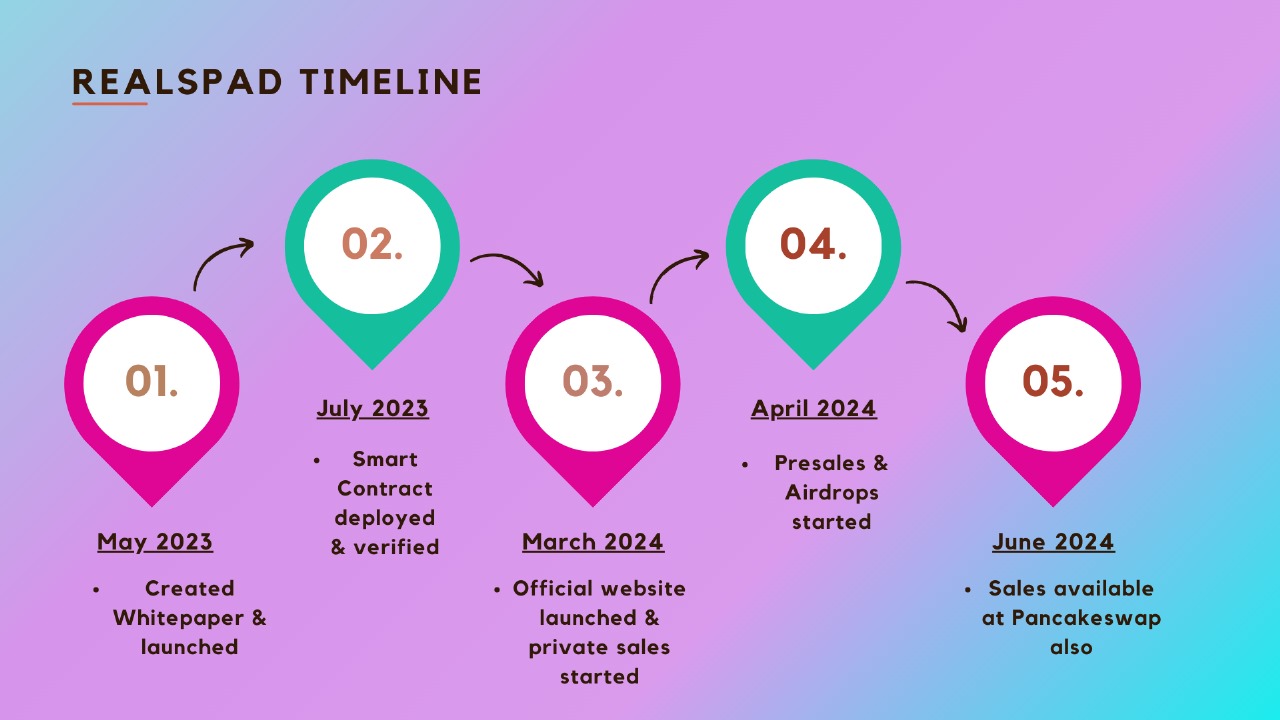 REALSPAD TIMELINE
01.
May 2023
• Created
Whitepaper &
launched
02.
July 2023
• Smart
Contract
deployed
& verified
03.
March 2024
• Official website
launched &
private sales
started
04.
April 2024
• Presales &
Airdrops
started
05.
June 2024
• Sales available
at Pancakeswap
also